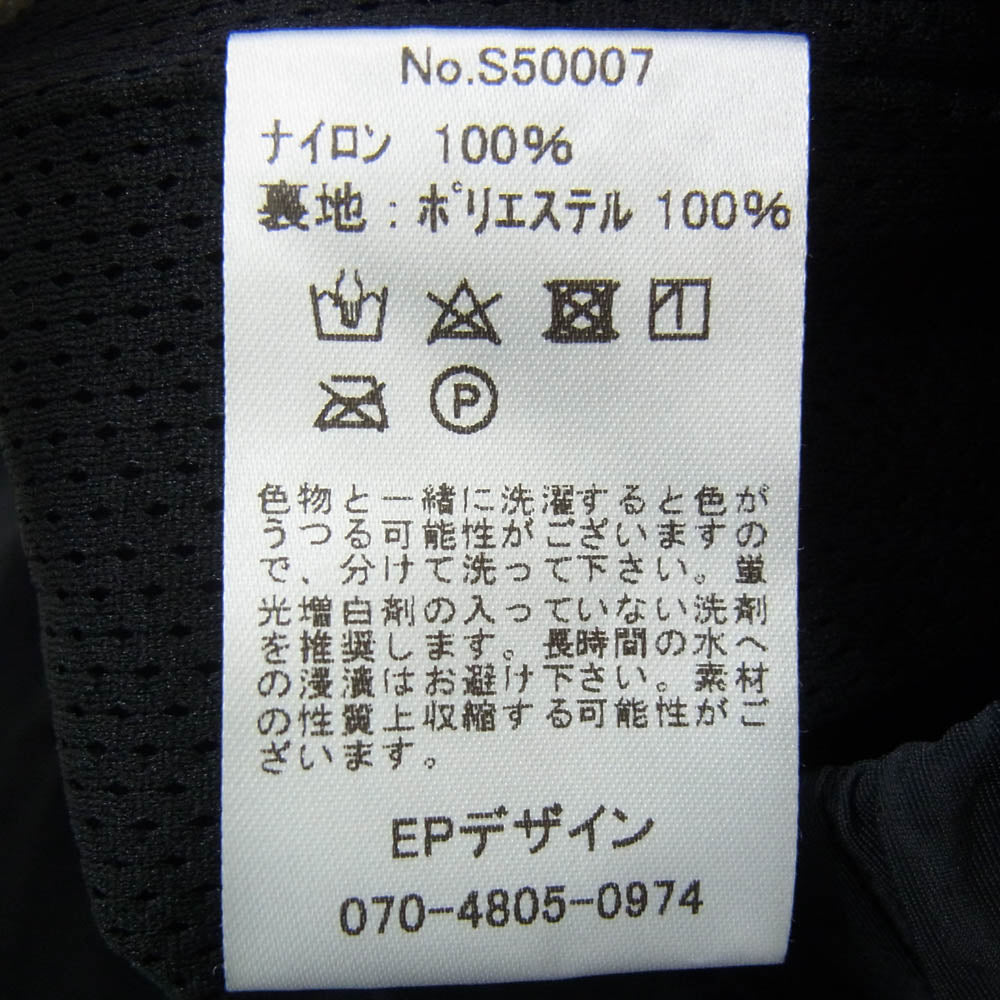 No.S50007
ナイロン 100%
裏地:ポリエステル 100%
P
色物と一緒に洗濯すると色が
うつる可能性がございますの
で、分けて洗って下さい。蛍
光増白剤の入っていない洗剤
を推奨します。長時間の水へ
の浸漬はお避け下さい。素材
の性質上収縮する可能性がご
ざいます。
EPデザイン
070-4805-0974